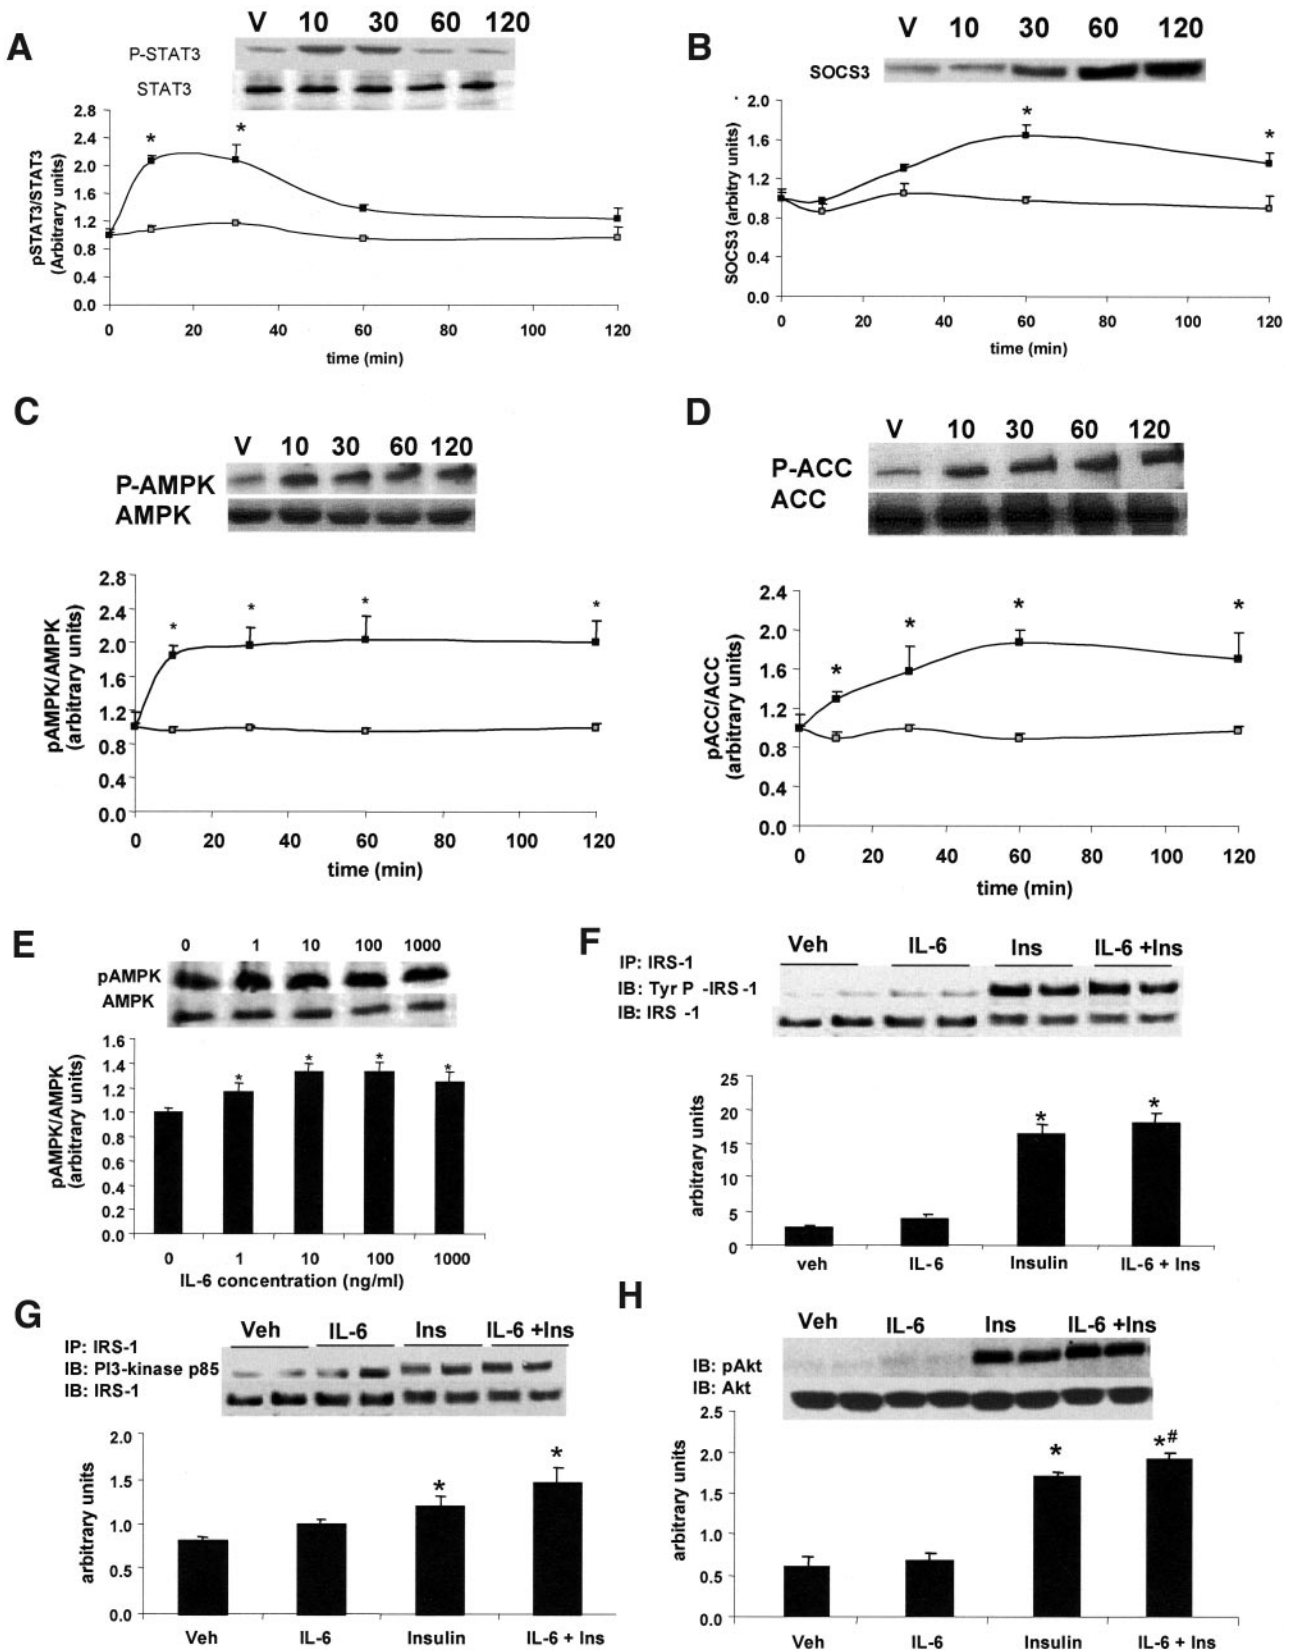 A
V 10 30 60 120
P-STAT3
STAT3
2.8
2.4
2.0
1.6
1.2
0.8
0.4
0.0
pSTAT3/STAT3
(Arbitrary units)
* *
0 20 40 60 80 100 120
time (min)
B
V 10 30 60 120
SOCS3
2.0
1.6
1.2
0.8
0.4
0.0
SOCS3 (arbitry units)
* *
0 20 40 60 80 100 120
time (min)
C
V 10 30 60 120
P-AMPK
AMPK
2.8
2.4
2.0
1.6
1.2
0.8
0.4
0.0
pAMPK/AMPK
(arbitrary units)
* * * *
0 20 40 60 80 100 120
time (min)
D
V 10 30 60 120
P-ACC
ACC
2.4
2.0
1.6
1.2
0.8
0.4
0.0
pACC/ACC
(arbitrary units)
* * * *
0 20 40 60 80 100 120
time (min)
E
0 1 10 100 1000
pAMPK
AMPK
1.6
1.4
1.2
1.0
0.8
0.6
0.4
0.2
0.0
pAMPK/AMPK
(arbitrary units)
* * * *
0 1 10 100 1000
IL-6 concentration (ng/ml)
F
Veh IL-6 Ins IL-6 +Ins
IP: IRS-1
IB: Tyr P -IRS -1
IB: IRS -1
25
20
15
10
5
0
arbitrary units
* *
veh IL-6 Insulin IL-6 + Ins
G
Veh IL-6 Ins IL-6 +Ins
IP: IRS-1
IB: PI3-kinase p85
IB: IRS-1
2.0
1.5
1.0
0.5
0.0
arbitrary units
* *
Veh IL-6 Insulin IL-6 + Ins
H
Veh IL-6 Ins IL-6 +Ins
IB: pAkt
IB: Akt
2.5
2.0
1.5
1.0
0.5
0.0
arbitrary units
* *#
Veh IL-6 Insulin IL-6 + Ins